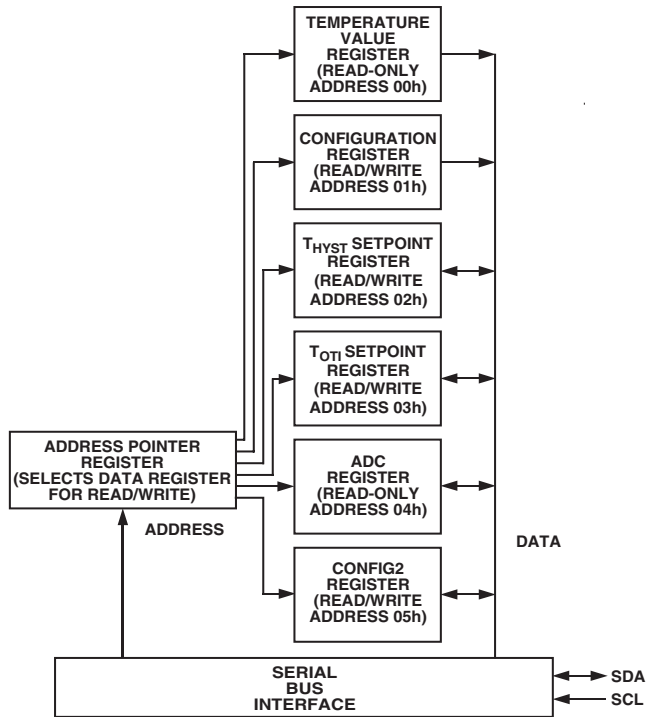 TEMPERATURE
VALUE
REGISTER
(READ-ONLY
ADDRESS 00h)
CONFIGURATION
REGISTER
(READ/WRITE
ADDRESS 01h)
THYST SETPOINT
REGISTER
(READ/WRITE
ADDRESS 02h)
TOTI SETPOINT
REGISTER
(READ/WRITE
ADDRESS 03h)
ADDRESS POINTER
REGISTER
(SELECTS DATA REGISTER
FOR READ/WRITE)
ADC
REGISTER
(READ-ONLY
ADDRESS 04h)
ADDRESS
DATA
CONFIG2
REGISTER
(READ/WRITE
ADDRESS 05h)
SERIAL
BUS
INTERFACE
SDA
SCL